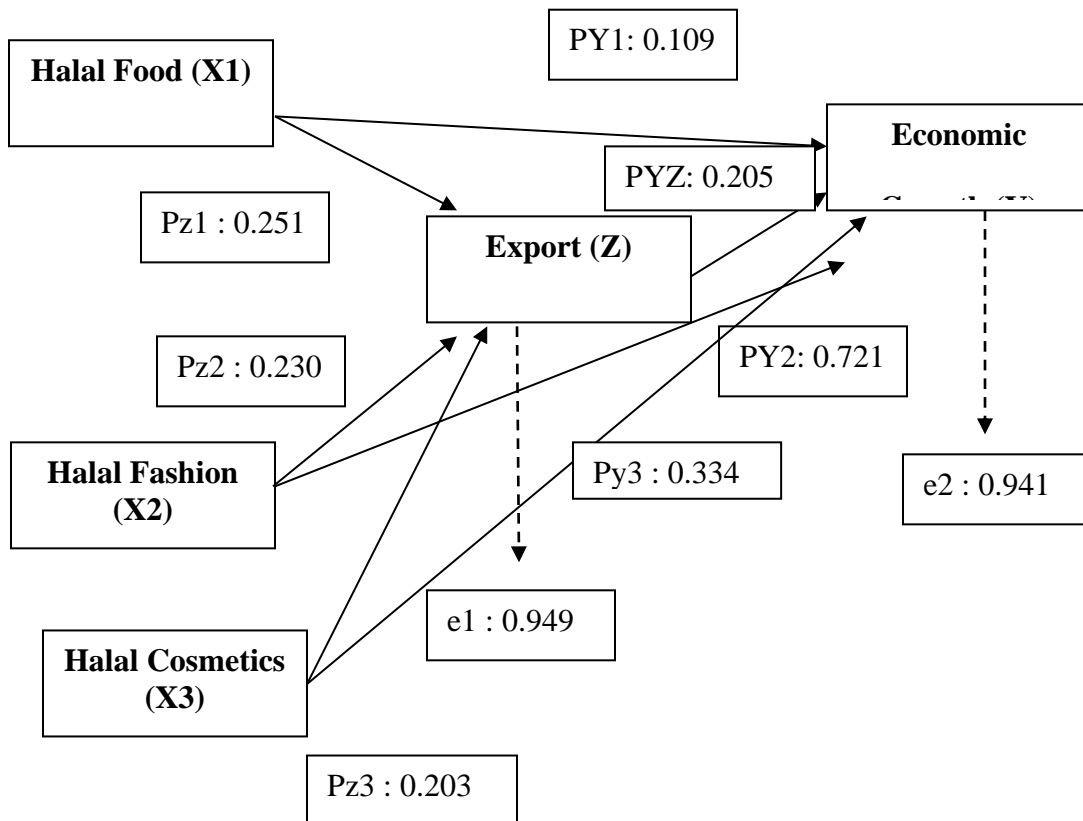 PY1: 0.109
Halal Food (X1)
Economic
PYZ: 0.205
Pz1 : 0.251
Export (Z)
Pz2 : 0.230
PY2: 0.721
Halal Fashion
(X2)
Py3 : 0.334
e2 : 0.941
e1 : 0.949
Halal Cosmetics
(X3)
Pz3 : 0.203